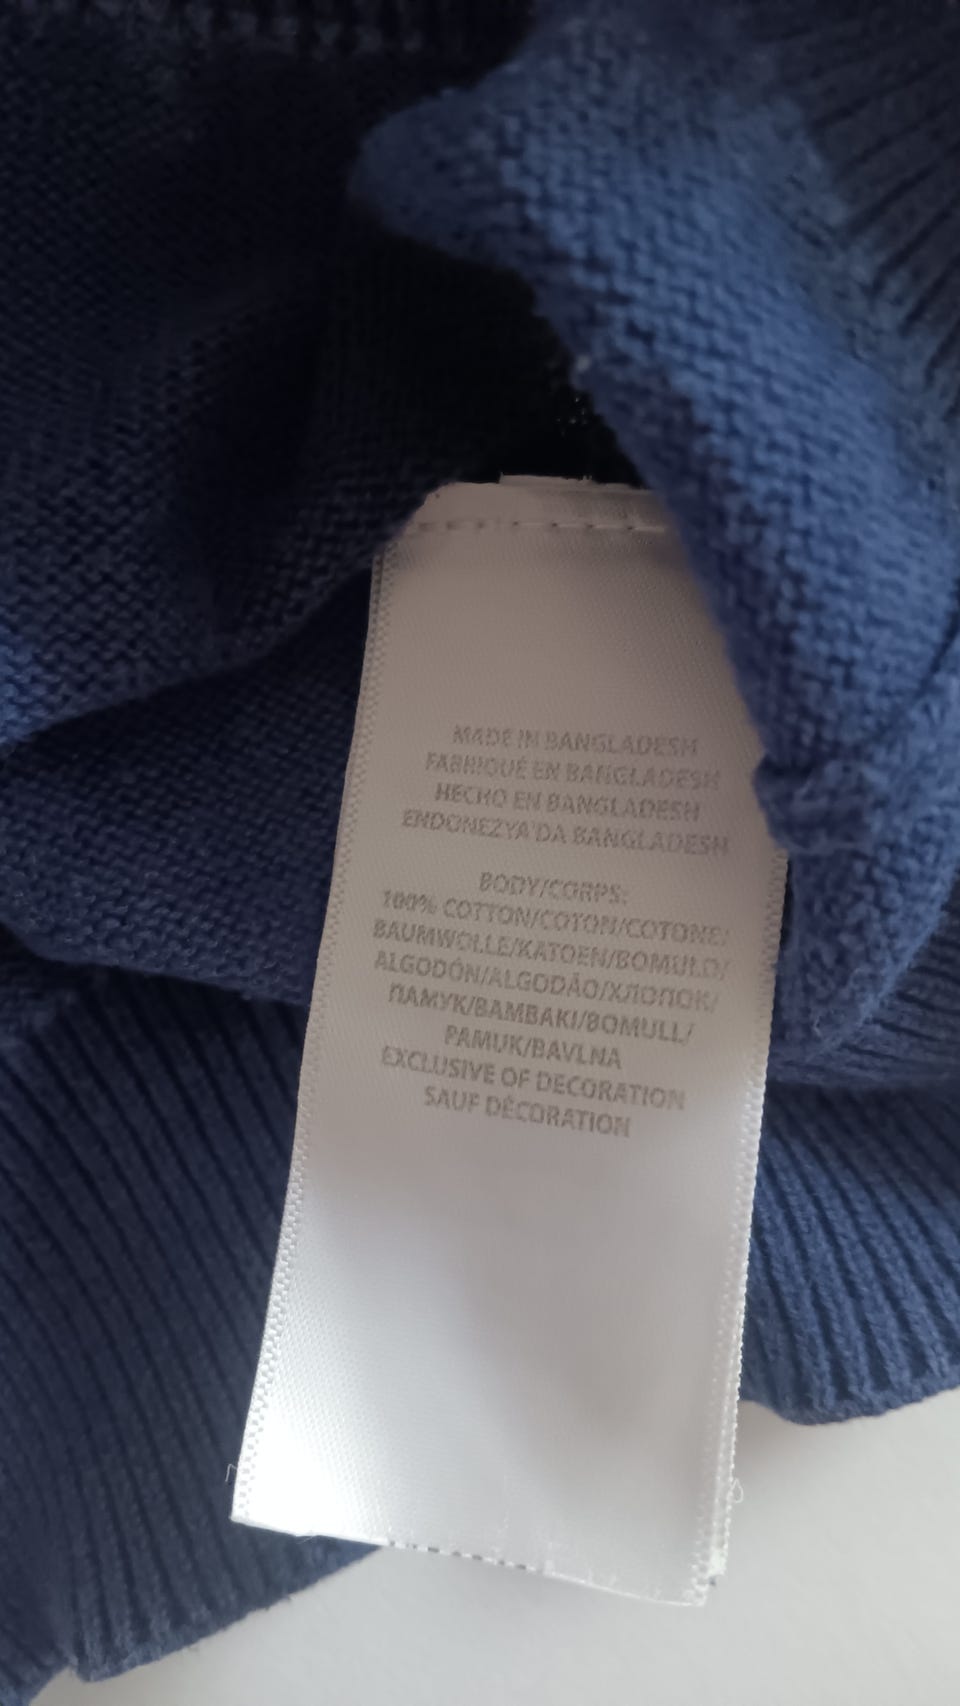 MADE IN BANGLADESH
FABRIQUÉ EN BANGLADESH
HECHO EN BANGLADESH
ENDONEZYA'DA BANGLADESH
BODY/CORPS:
100% COTTON/COTON/COTONE/
BAUMWOLLE/KATOEN/BOMULD/
ALGODÓN/ALGODÃO/ХЛОПОК/
ПАМУК/BAMBAKI/BOMULL/
PAMUK/BAVLNA
EXCLUSIVE OF DECORATION
SAUF DÉCORATION